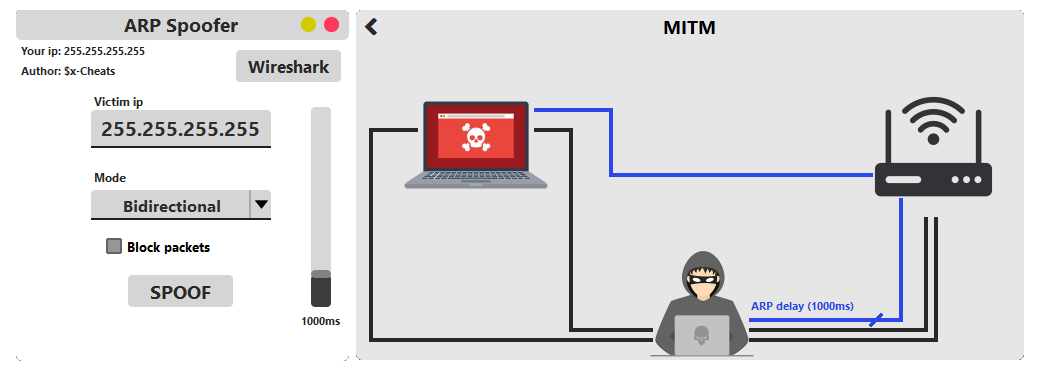 ARP Spoofer
Your ip: 255.255.255.255
Author: $x-Cheats
Wireshark
Victim ip
255.255.255.255
Mode
Bidirectional
Block packets
SPOOF
1000ms
MITM
ARP delay (1000ms)